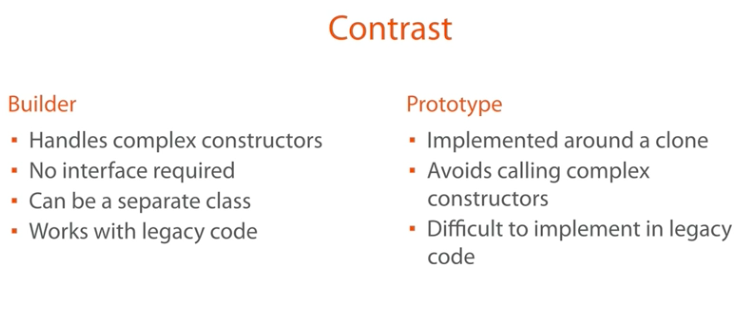 Contrast
Builder
▪ Handles complex constructors
▪ No interface required
▪ Can be a separate class
▪ Works with legacy code
Prototype
▪ Implemented around a clone
▪ Avoids calling complex
constructors
▪ Difficult to implement in legacy
code